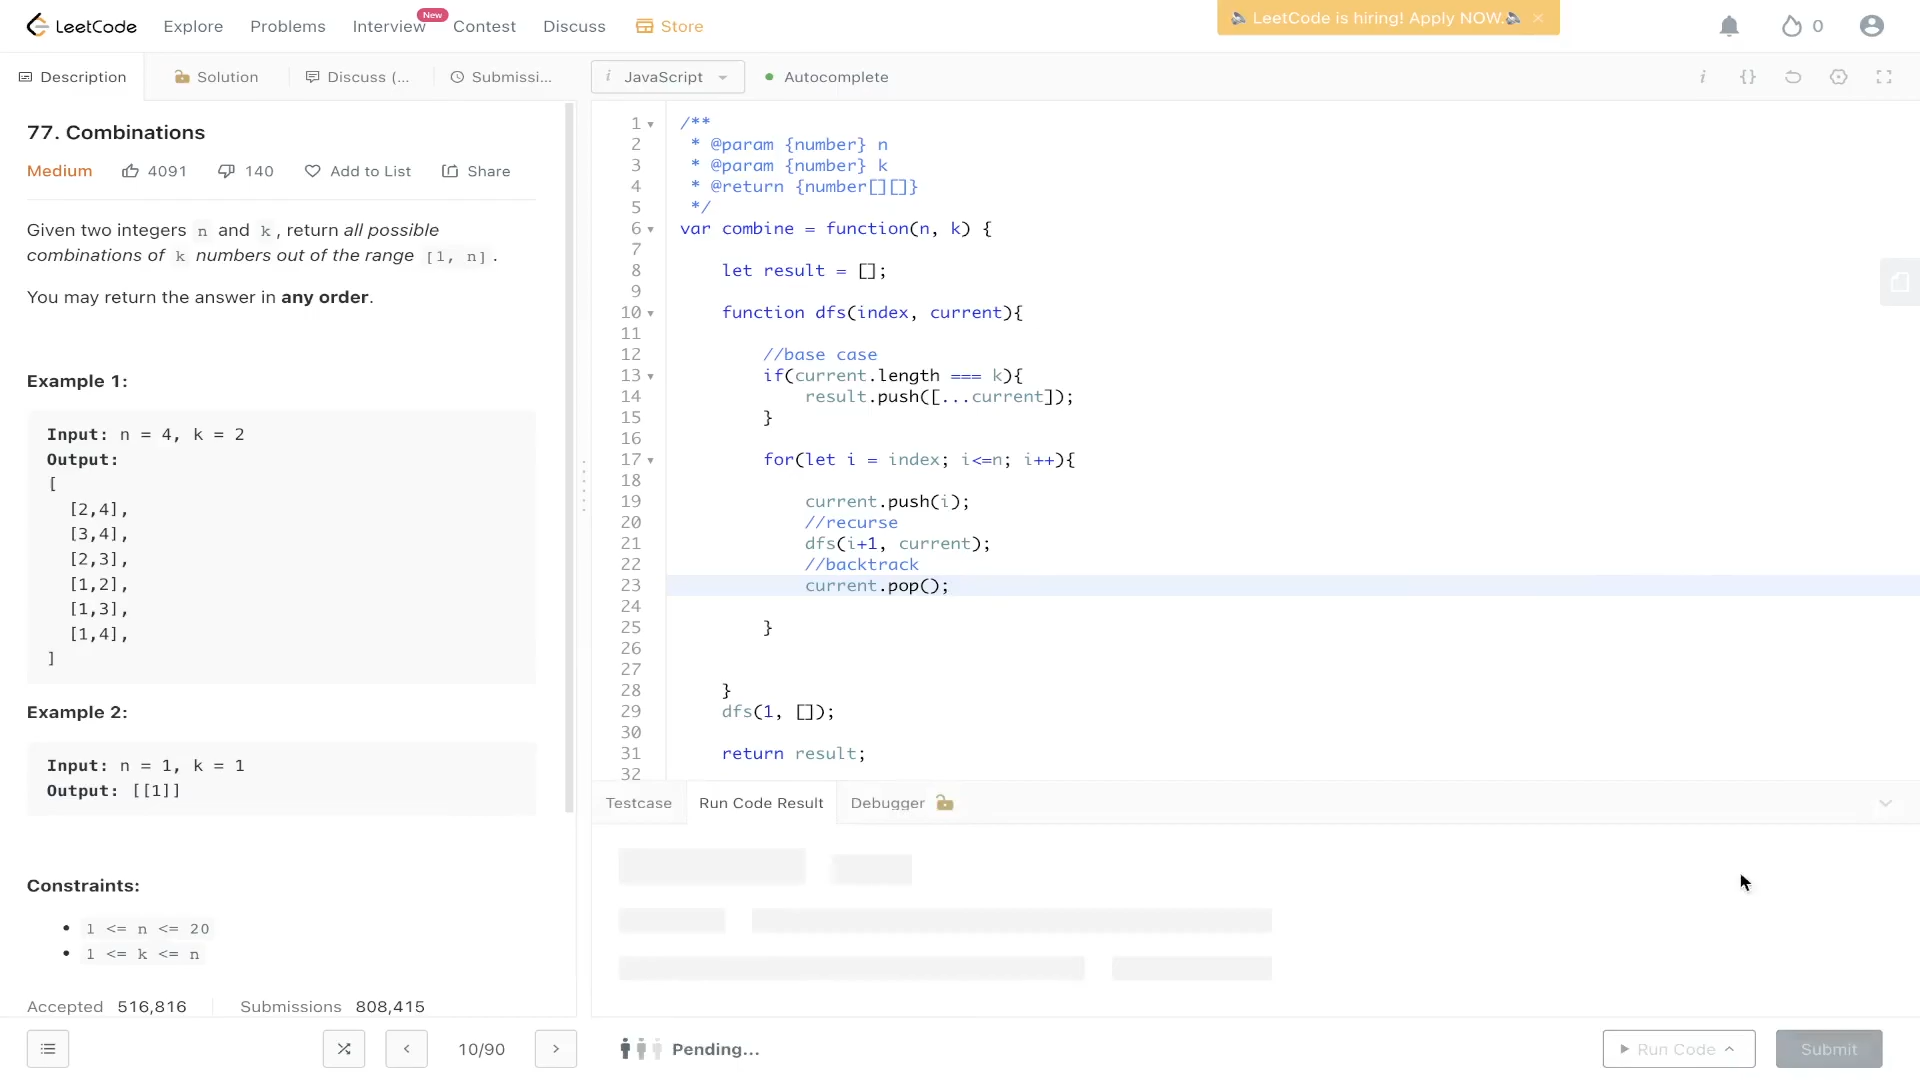 LeetCode Explore Problems Interview New Contest Discuss Store LeetCode is hiring! Apply NOW. × 0
Description Solution Discuss (... Submissi... i JavaScript Autocomplete i {}
77. Combinations
Medium 4091 140 Add to List Share
Given two integers n and k, return all possible
combinations of k numbers out of the range [1, n].
You may return the answer in any order.
Example 1:
Input: n = 4, k = 2
Output:
[
[2,4],
[3,4],
[2,3],
[1,2],
[1,3],
[1,4],
]
Example 2:
Input: n = 1, k = 1
Output: [[1]]
Constraints:
1 <= n <= 20
1 <= k <= n
Accepted 516,816 Submissions 808,415
10/90
1 /**
2 * @param {number} n
3 * @param {number} k
4 * @return {number[][]}
5 */
6 var combine = function(n, k) {
7
8 let result = [];
9
10 function dfs(index, current){
11
12 //base case
13 if(current.length === k){
14 result.push([...current]);
15 }
16
17 for(let i = index; i<=n; i++){
18
19 current.push(i);
20 //recurse
21 dfs(i+1, current);
22 //backtrack
23 current.pop();
24
25 }
26
27
28 }
29 dfs(1, []);
30
31 return result;
32
Testcase Run Code Result Debugger
Pending... Run Code Submit